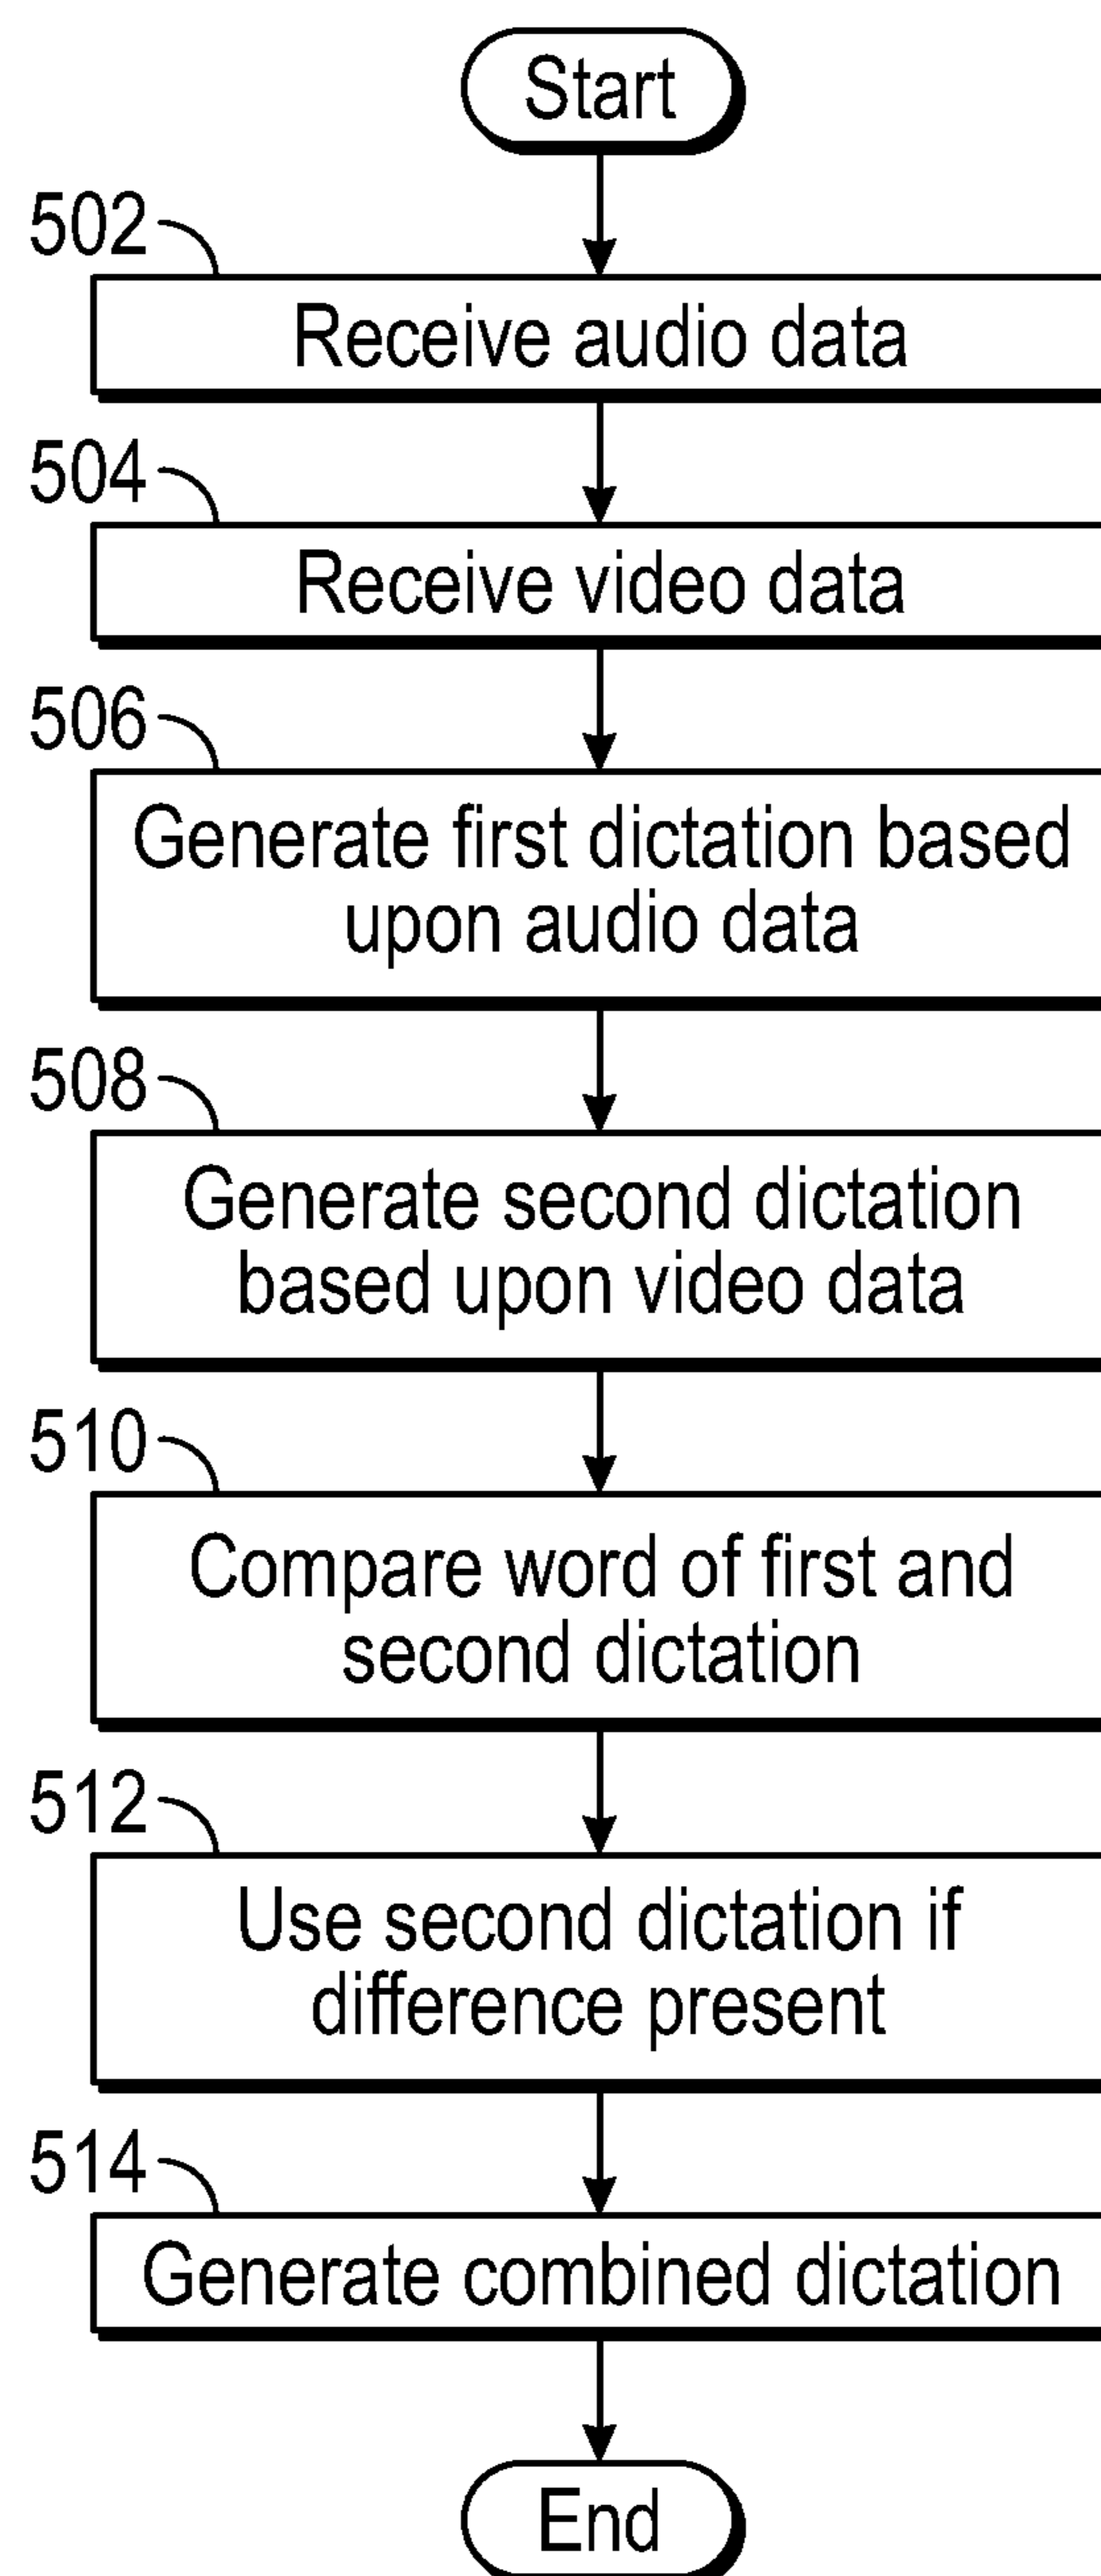 Start
502
Receive audio data
504
Receive video data
506
Generate first dictation based
upon audio data
508
Generate second dictation
based upon video data
510
Compare word of first and
second dictation
512
Use second dictation if
difference present
514
Generate combined dictation
End